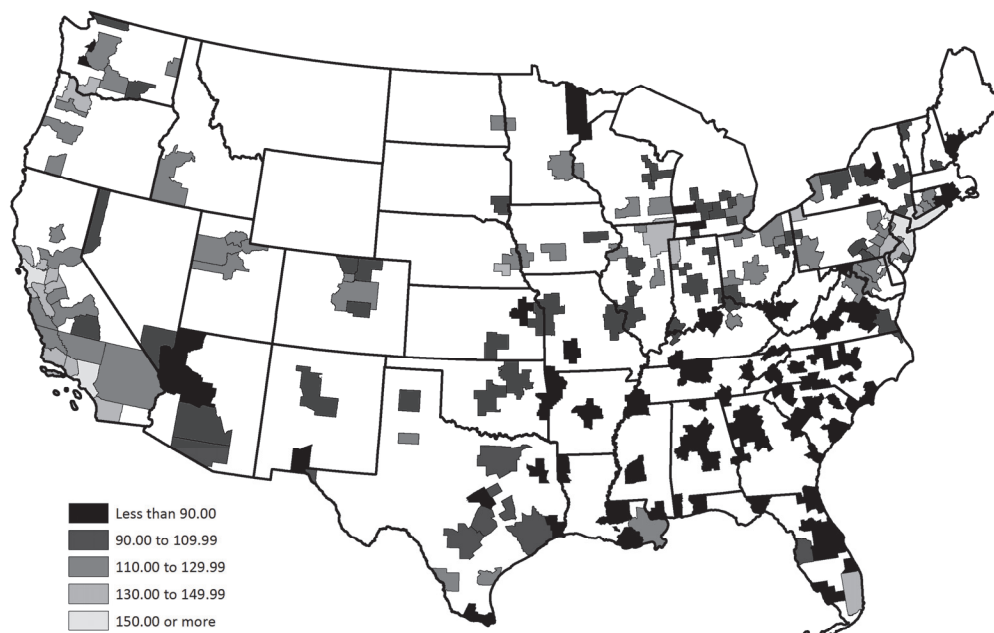 Less than 90.00
90.00 to 109.99
110.00 to 129.99
130.00 to 149.99
150.00 or more